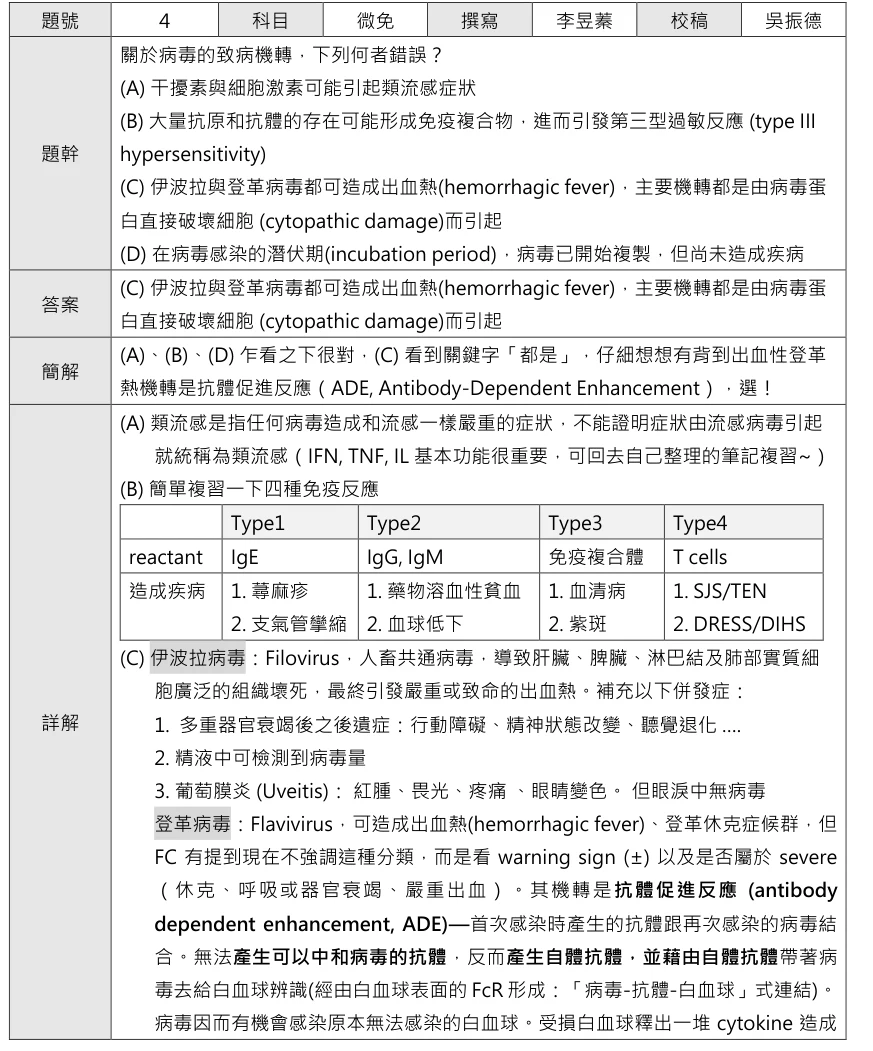 題號 4 科目 微免 撰寫 李昱蓁 校稿 吳振德
題幹
關於病毒的致病機轉，下列何者錯誤？
(A) 干擾素與細胞激素可能引起類流感症狀
(B) 大量抗原和抗體的存在可能形成免疫複合物，進而引發第三型過敏反應 (type III
hypersensitivity)
(C) 伊波拉與登革病毒都可造成出血熱(hemorrhagic fever)，主要機轉都是由病毒蛋
白直接破壞細胞 (cytopathic damage)而引起
(D) 在病毒感染的潛伏期(incubation period)，病毒已開始複製，但尚未造成疾病
答案
(C) 伊波拉與登革病毒都可造成出血熱(hemorrhagic fever)，主要機轉都是由病毒蛋
白直接破壞細胞 (cytopathic damage)而引起
簡解
(A)、(B)、(D) 乍看之下很對，(C) 看到關鍵字「都是」，仔細想想有背到出血性登革
熱機轉是抗體促進反應（ADE, Antibody-Dependent Enhancement），選！
詳解
(A) 類流感是指任何病毒造成和流感一樣嚴重的症狀，不能證明症狀由流感病毒引起
就統稱為類流感（IFN, TNF, IL 基本功能很重要，可回去自己整理的筆記複習~）
(B) 簡單複習一下四種免疫反應
Type1 Type2 Type3 Type4
reactant IgE IgG, IgM 免疫複合體 T cells
造成疾病 1. 蕁麻疹 1. 藥物溶血性貧血 1. 血清病 1. SJS/TEN
2. 支氣管攣縮 2. 血球低下 2. 紫斑 2. DRESS/DIHS
(C) 伊波拉病毒：Filovirus，人畜共通病毒，導致肝臟、脾臟、淋巴結及肺部實質細
胞廣泛的組織壞死，最終引發嚴重或致命的出血熱。補充以下併發症：
1. 多重器官衰竭後之後遺症：行動障礙、精神狀態改變、聽覺退化 ....
2. 精液中可檢測到病毒量
3. 葡萄膜炎 (Uveitis)： 紅腫、畏光、疼痛 、眼睛變色。 但眼淚中無病毒
登革病毒：Flavivirus，可造成出血熱(hemorrhagic fever)、登革休克症候群，但
FC 有提到現在不強調這種分類，而是看 warning sign (±) 以及是否屬於 severe
（休克、呼吸或器官衰竭、嚴重出血）。其機轉是抗體促進反應 (antibody
dependent enhancement, ADE)—首次感染時產生的抗體跟再次感染的病毒結
合。無法產生可以中和病毒的抗體，反而產生自體抗體，並藉由自體抗體帶著病
毒去給白血球辨識(經由白血球表面的 FcR 形成：「病毒-抗體-白血球」式連結)。
病毒因而有機會感染原本無法感染的白血球。受損白血球釋出一堆 cytokine 造成